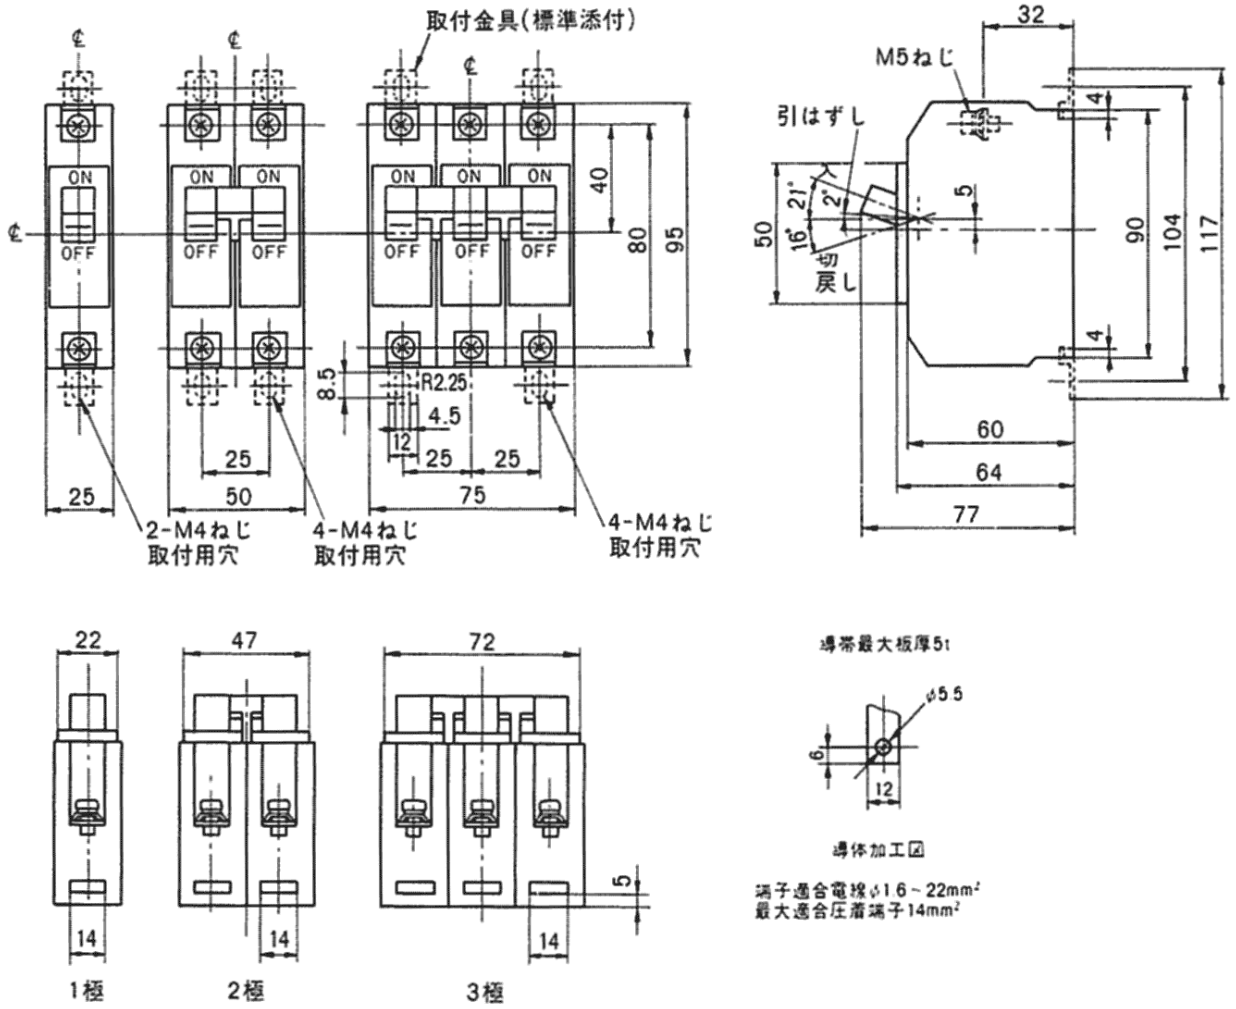 取付金具(標準添付)
℄
℄
℄
℄
ON
OFF
ON ON
OFF OFF
ON ON ON
OFF OFF OFF
40
80
95
8.5
R2.25
4.5
12
25
25 25
25
50
75
2-M4ねじ
取付用穴
4-M4ねじ
取付用穴
4-M4ねじ
取付用穴
32
M5ねじ
引はずし
入
21°
2°
16°
切
戻し
50
5
4
4
90
104
117
60
64
77
22
47
72
5
14
14
14
1極
2極
3極
導帯最大板厚5t
φ5.5
6
12
導体加工図
端子適合電線φ1.6~22mm²
最大適合圧着端子14mm²